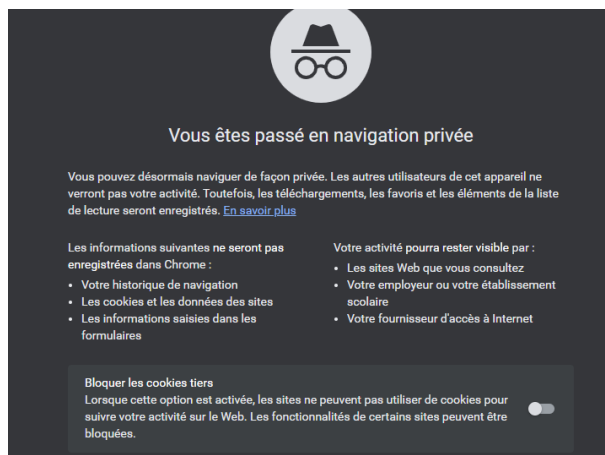 Vous êtes passé en navigation privée
Vous pouvez désormais naviguer de façon privée. Les autres utilisateurs de cet appareil ne
verront pas votre activité. Toutefois, les téléchargements, les favoris et les éléments de la liste
de lecture seront enregistrés. En savoir plus
Les informations suivantes ne seront pas
enregistrées dans Chrome :
• Votre historique de navigation
• Les cookies et les données des sites
• Les informations saisies dans les
formulaires
Votre activité pourra rester visible par :
• Les sites Web que vous consultez
• Votre employeur ou votre établissement
scolaire
• Votre fournisseur d'accès à Internet
Bloquer les cookies tiers
Lorsque cette option est activée, les sites ne peuvent pas utiliser de cookies pour
suivre votre activité sur le Web. Les fonctionnalités de certains sites peuvent être
bloquées.